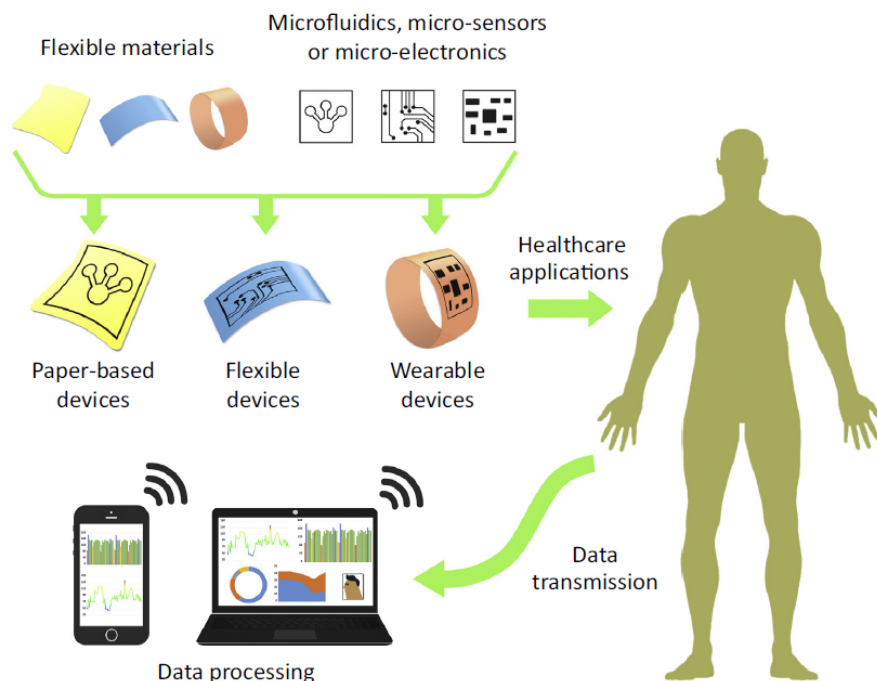 Flexible materials
Microfluidics, micro-sensors
or micro-electronics
Paper-based
devices
Flexible
devices
Wearable
devices
Healthcare
applications
Data
transmission
Data processing